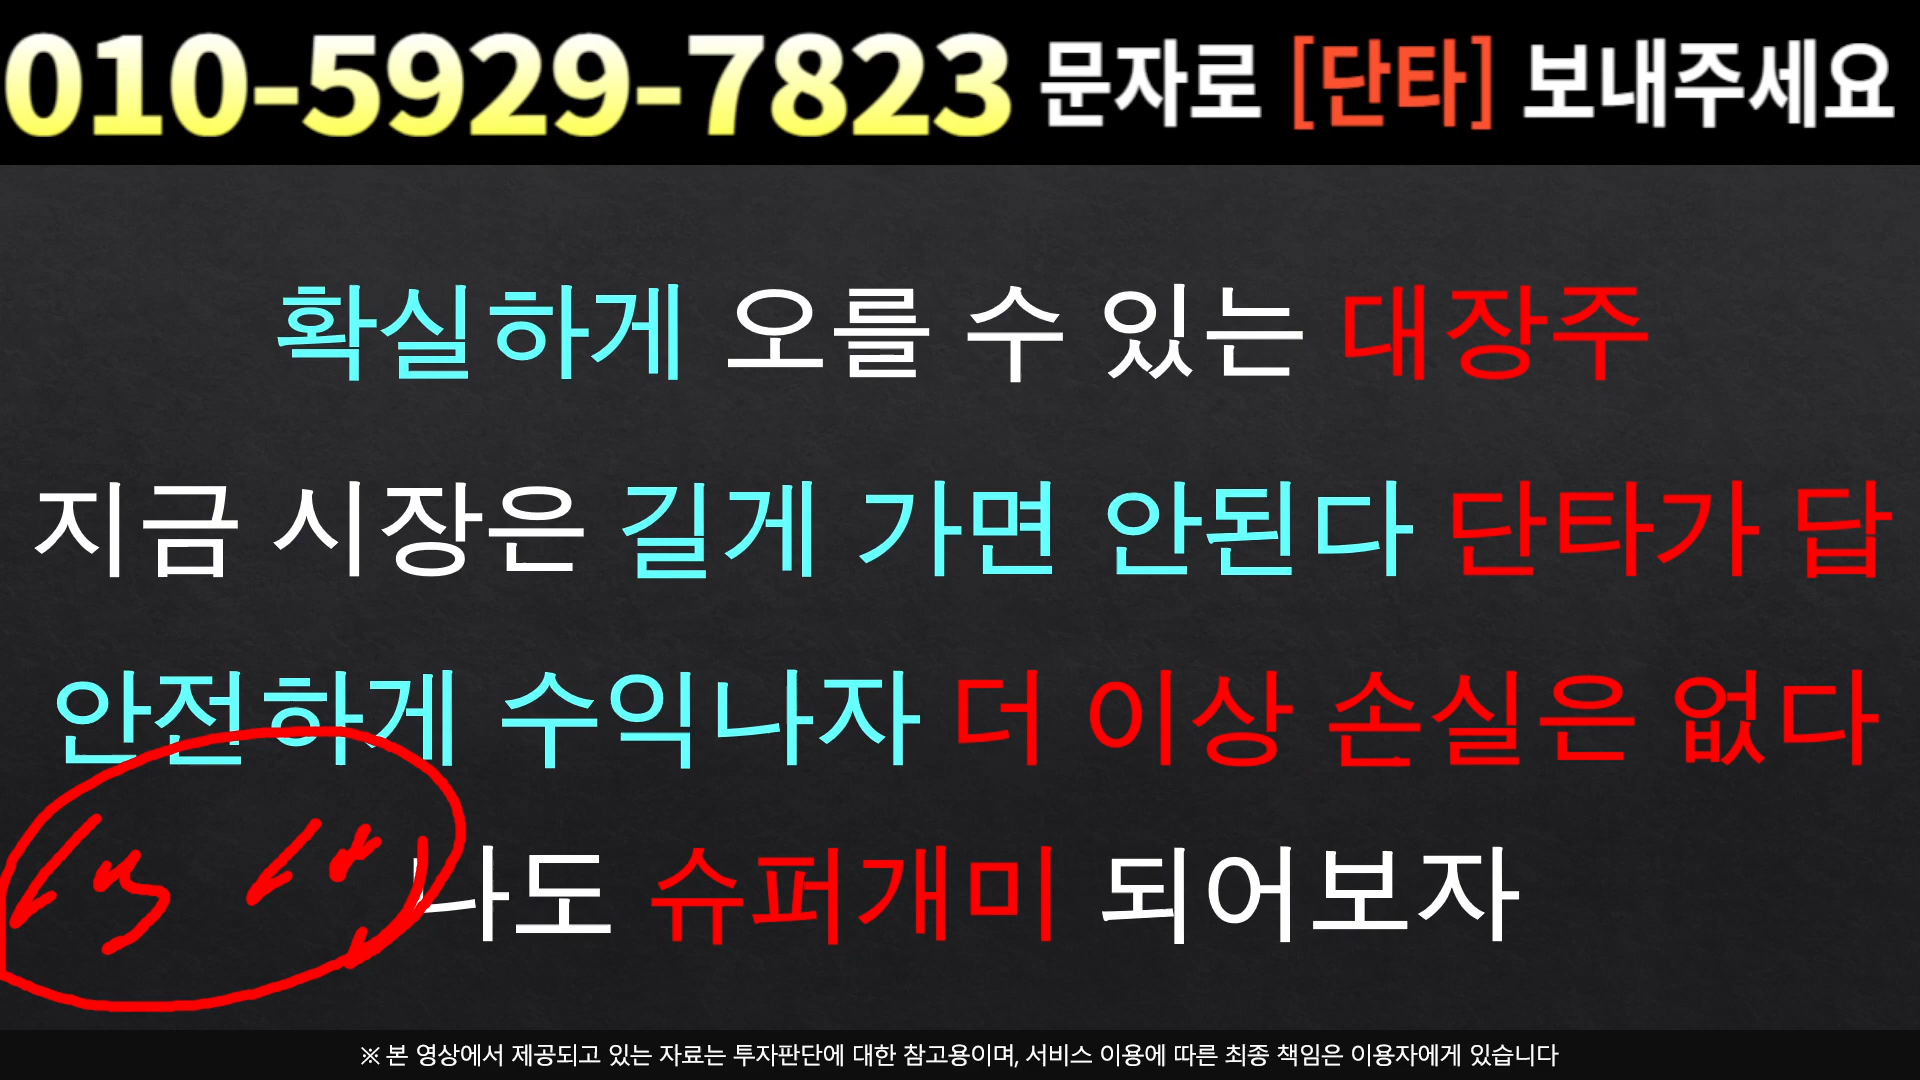 010-5929-7823 문자로 [단타] 보내주세요
확실하게 오를 수 있는 대장주
지금 시장은 길게 가면 안된다 단타가 답
안전하게 수익나자 더 이상 손실은 없다
나도 슈퍼개미 되어보자
※ 본 영상에서 제공되고 있는 자료는 투자판단에 대한 참고용이며, 서비스 이용에 따른 최종 책임은 이용자에게 있습니다